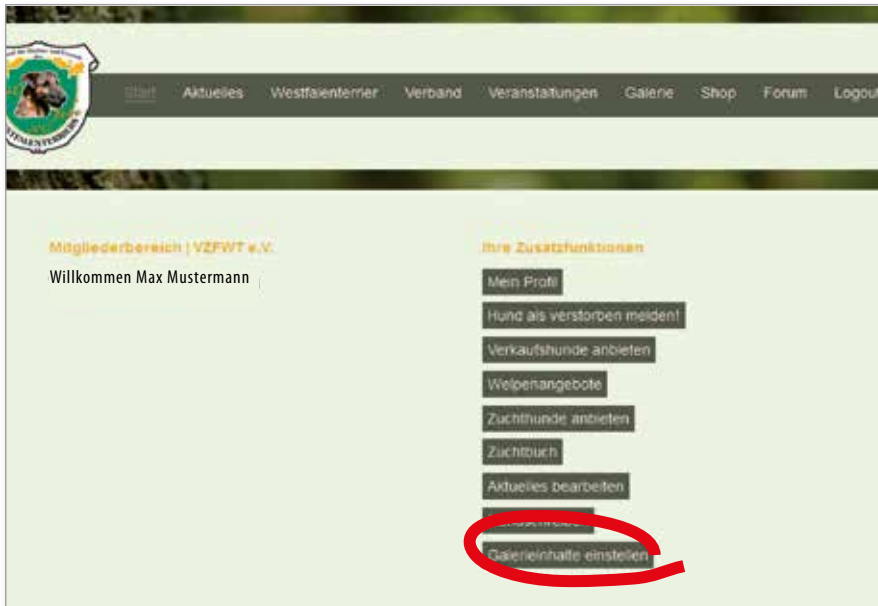 Start Aktuelles Westfalenterrier Verband Veranstaltungen Galerie Shop Forum Logout
Mitgliederbereich | VZFWT e.V.
Willkommen Max Mustermann
Ihre Zusatzfunktionen
Mein Profil
Hund als verstorben melden!
Verkaufshunde anbieten
Welpenangebote
Zuchthunde anbieten
Zuchtbuch
Aktuelles bearbeiten
Galerieinhalte einstellen